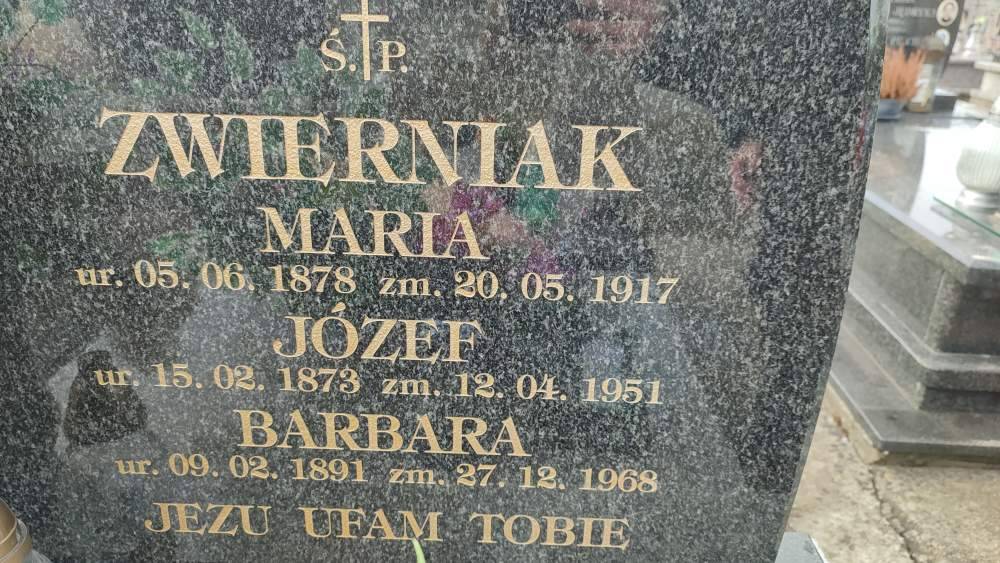 Ś.P.
ZWIERNIAK
MARIA
ur. 05. 06. 1878 zm. 20. 05. 1917
JÓZEF
ur. 15. 02. 1873 zm. 12. 04. 1951
BARBARA
ur. 09. 02. 1891 zm. 27. 12. 1968
JEZU UFAM TOBIE